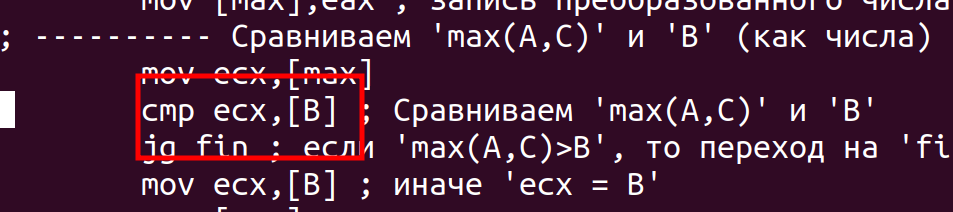 mov [max],eax ; запись преобразованного числа
; ---------- Сравниваем 'max(A,C)' и 'B' (как числа)
mov ecx,[max]
cmp ecx,[B] ; Сравниваем 'max(A,C)' и 'B'
jg fin ; если 'max(A,C)>B', то переход на 'fi
mov ecx,[B] ; иначе 'ecx = B'